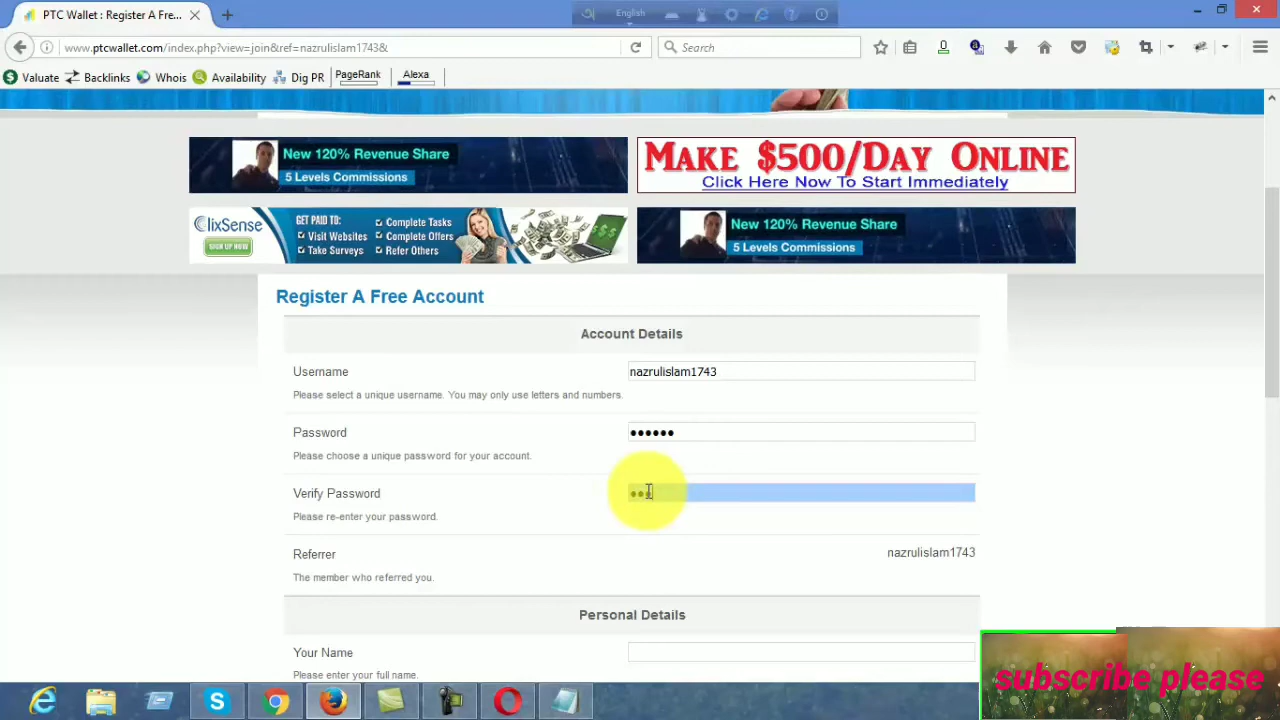 PTC Wallet : Register A Fre...
English
www.ptcwallet.com/index.php?view=join&ref=nazrulislam1743&
Search
Valuate Backlinks Whois Availability Dig PR PageRank Alexa
New 120% Revenue Share
5 Levels Commissions
Make $500/Day Online
Click Here Now To Start Immediately
ClixSense
SIGN UP NOW
GET PAID TO:
Visit Websites
Take Surveys
Complete Tasks
Complete Offers
Refer Others
New 120% Revenue Share
5 Levels Commissions
Register A Free Account
Account Details
Username nazrulislam1743
Please select a unique username. You may only use letters and numbers.
Password ●●●●●●
Please choose a unique password for your account.
Verify Password ●●●
Please re-enter your password.
Referrer nazrulislam1743
The member who referred you.
Personal Details
Your Name
Please enter your full name.
subscribe please